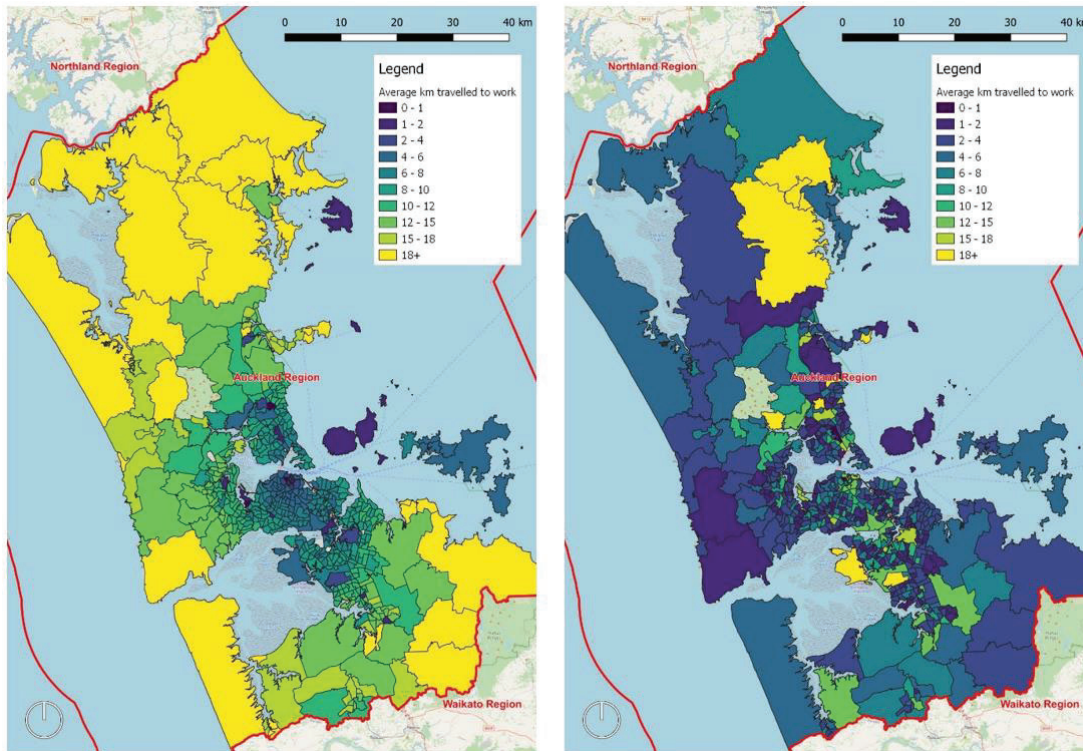 0 10 20 30 40 km
Northland Region
Legend
Average km travelled to work
0 - 1
1 - 2
2 - 4
4 - 6
6 - 8
8 - 10
10 - 12
12 - 15
15 - 18
18+
Auckland Region
Waikato Region
0 10 20 30 40 km
Northland Region
Legend
Average km travelled to work
0 - 1
1 - 2
2 - 4
4 - 6
6 - 8
8 - 10
10 - 12
12 - 15
15 - 18
18+
Auckland Region
Waikato Region